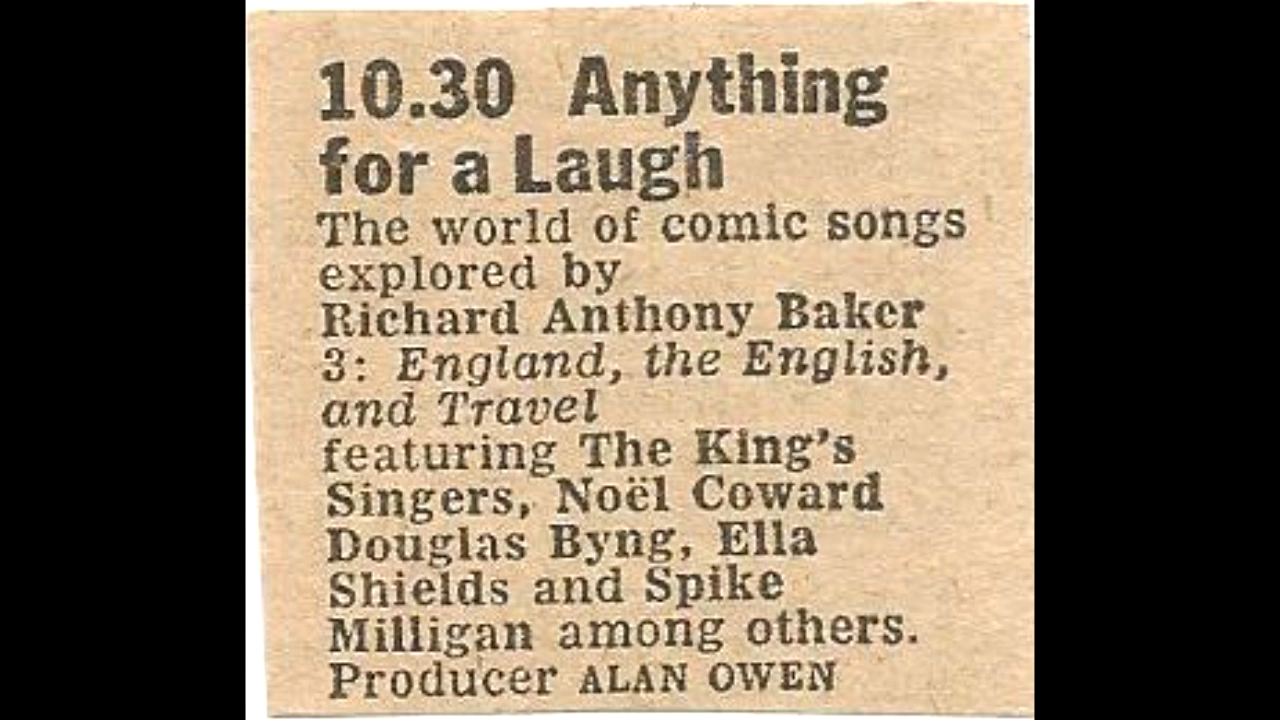 10.30 Anything
for a Laugh
The world of comic songs
explored by
Richard Anthony Baker
3: England, the English,
and Travel
featuring The King's
Singers, Noël Coward
Douglas Byng, Ella
Shields and Spike
Milligan among others.
Producer ALAN OWEN